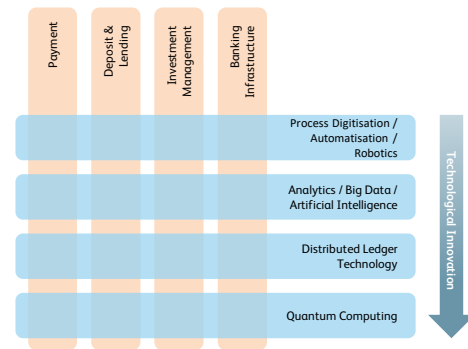 Payment
Deposit &
Lending
Investment
Management
Banking
Infrastructure
Process Digitisation /
Automatisation /
Robotics
Analytics / Big Data /
Artificial Intelligence
Distributed Ledger
Technology
Quantum Computing
Technological Innovation